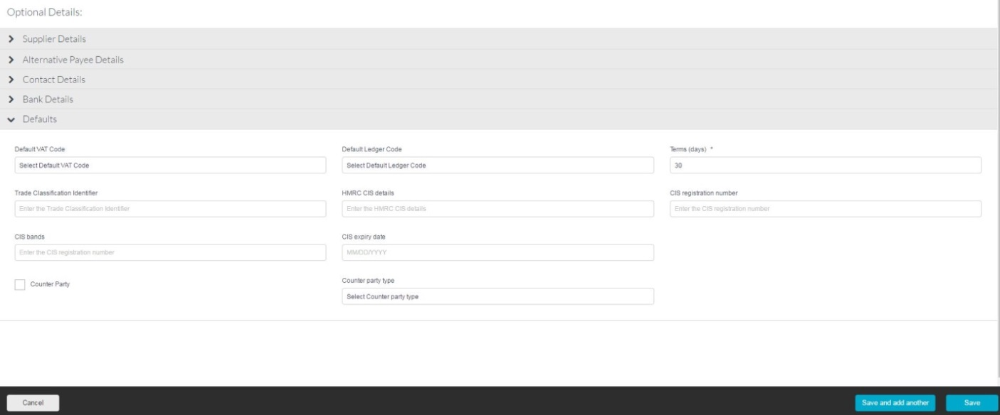 Optional Details:
Supplier Details
Alternative Payee Details
Contact Details
Bank Details
Defaults
Default VAT Code
Default Ledger Code
Terms (days) *
Select Default VAT Code
Select Default Ledger Code
30
Trade Classification Identifier
HMRC CIS details
CIS registration number
Enter the Trade Classification Identifier
Enter the HMRC CIS details
Enter the CIS registration number
CIS bands
CIS expiry date
Enter the CIS registration number
MM/DD/YYYY
Counter Party
Counter party type
Select Counter party type
Cancel
Save and add another
Save